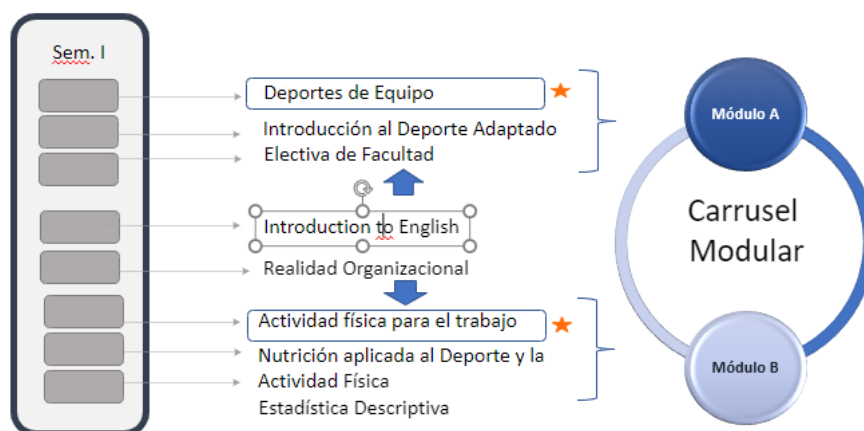 Sem. I
Deportes de Equipo
Introducción al Deporte Adaptado
Electiva de Facultad
Introduction to English
Realidad Organizacional
Actividad física para el trabajo
Nutrición aplicada al Deporte y la
Actividad Física
Estadística Descriptiva
Módulo A
Carrusel
Modular
Módulo B